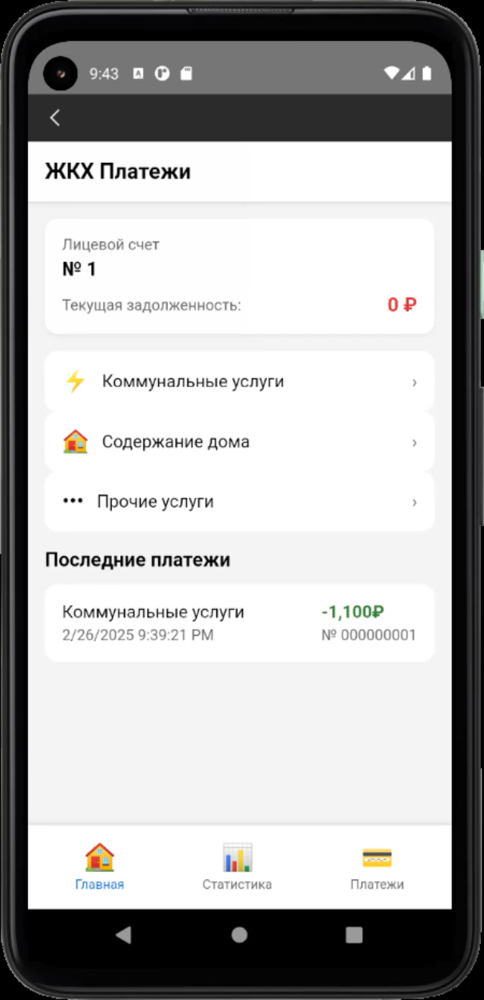 9:43
ЖКХ Платежи
Лицевой счет
№ 1
Текущая задолженность: 0 ₽
Коммунальные услуги ›
Содержание дома ›
Прочие услуги ›
Последние платежи
Коммунальные услуги -1,100₽
2/26/2025 9:39:21 PM № 000000001
Главная Статистика Платежи